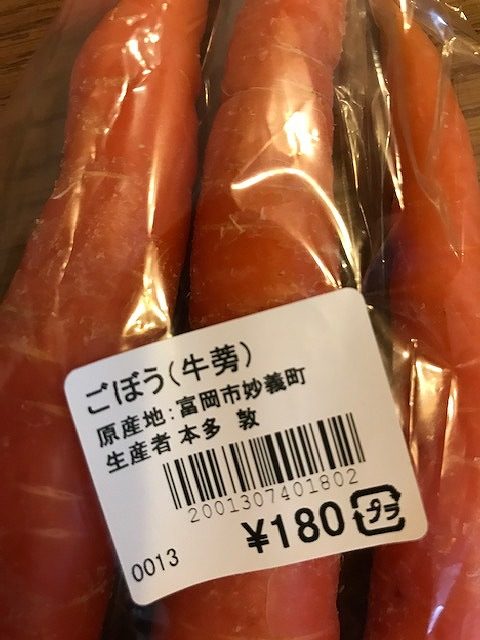 ごぼう(牛蒡)
原産地:富岡市妙義町
生産者 本多 敦
2001307401802
¥180 プラ
0013